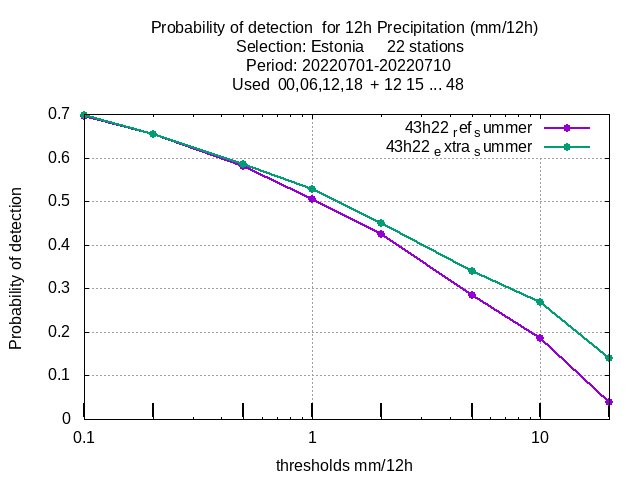 Probability of detection  for 12h Precipitation (mm/12h)
Selection: Estonia     22 stations
Period: 20220701-20220710
Used  00,06,12,18  + 12 15 ... 48
43h22 ref summer
43h22 extra summer
Probability of detection
0.7
0.6
0.5
0.4
0.3
0.2
0.1
0
0.1 1 10
thresholds mm/12h